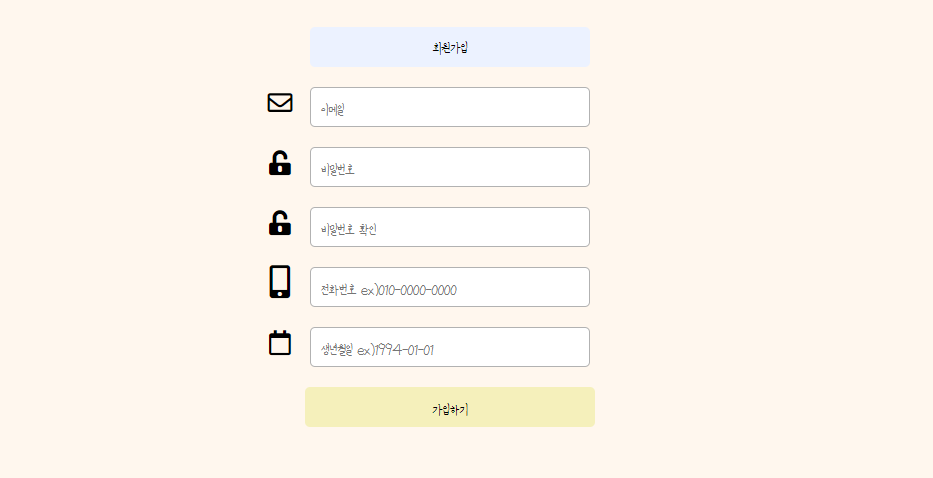 회원가입
이메일
비밀번호
비밀번호 확인
전화번호 ex)010-0000-0000
생년월일 ex)1994-01-01
가입하기